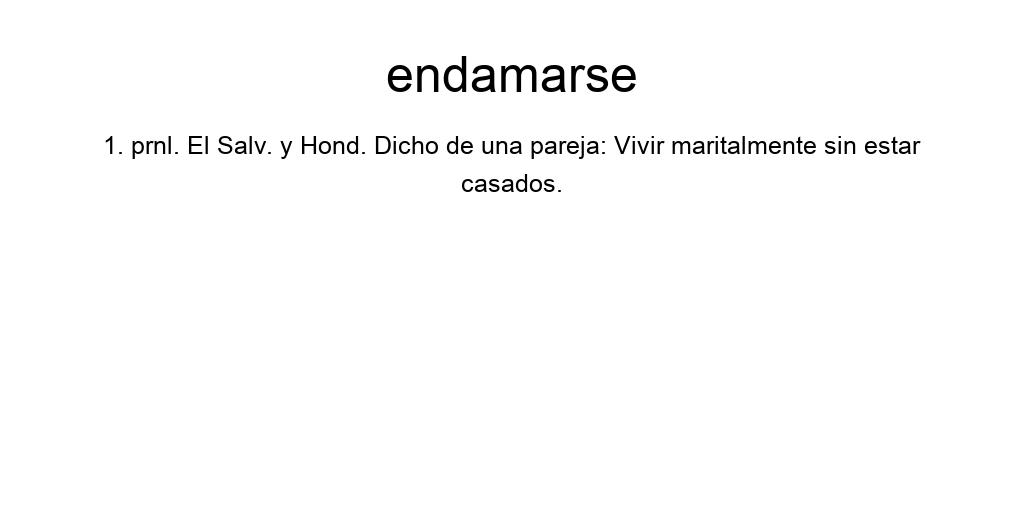 endamarse
1. prnl. El Salv. y Hond. Dicho de una pareja: Vivir maritalmente sin estar
casados.